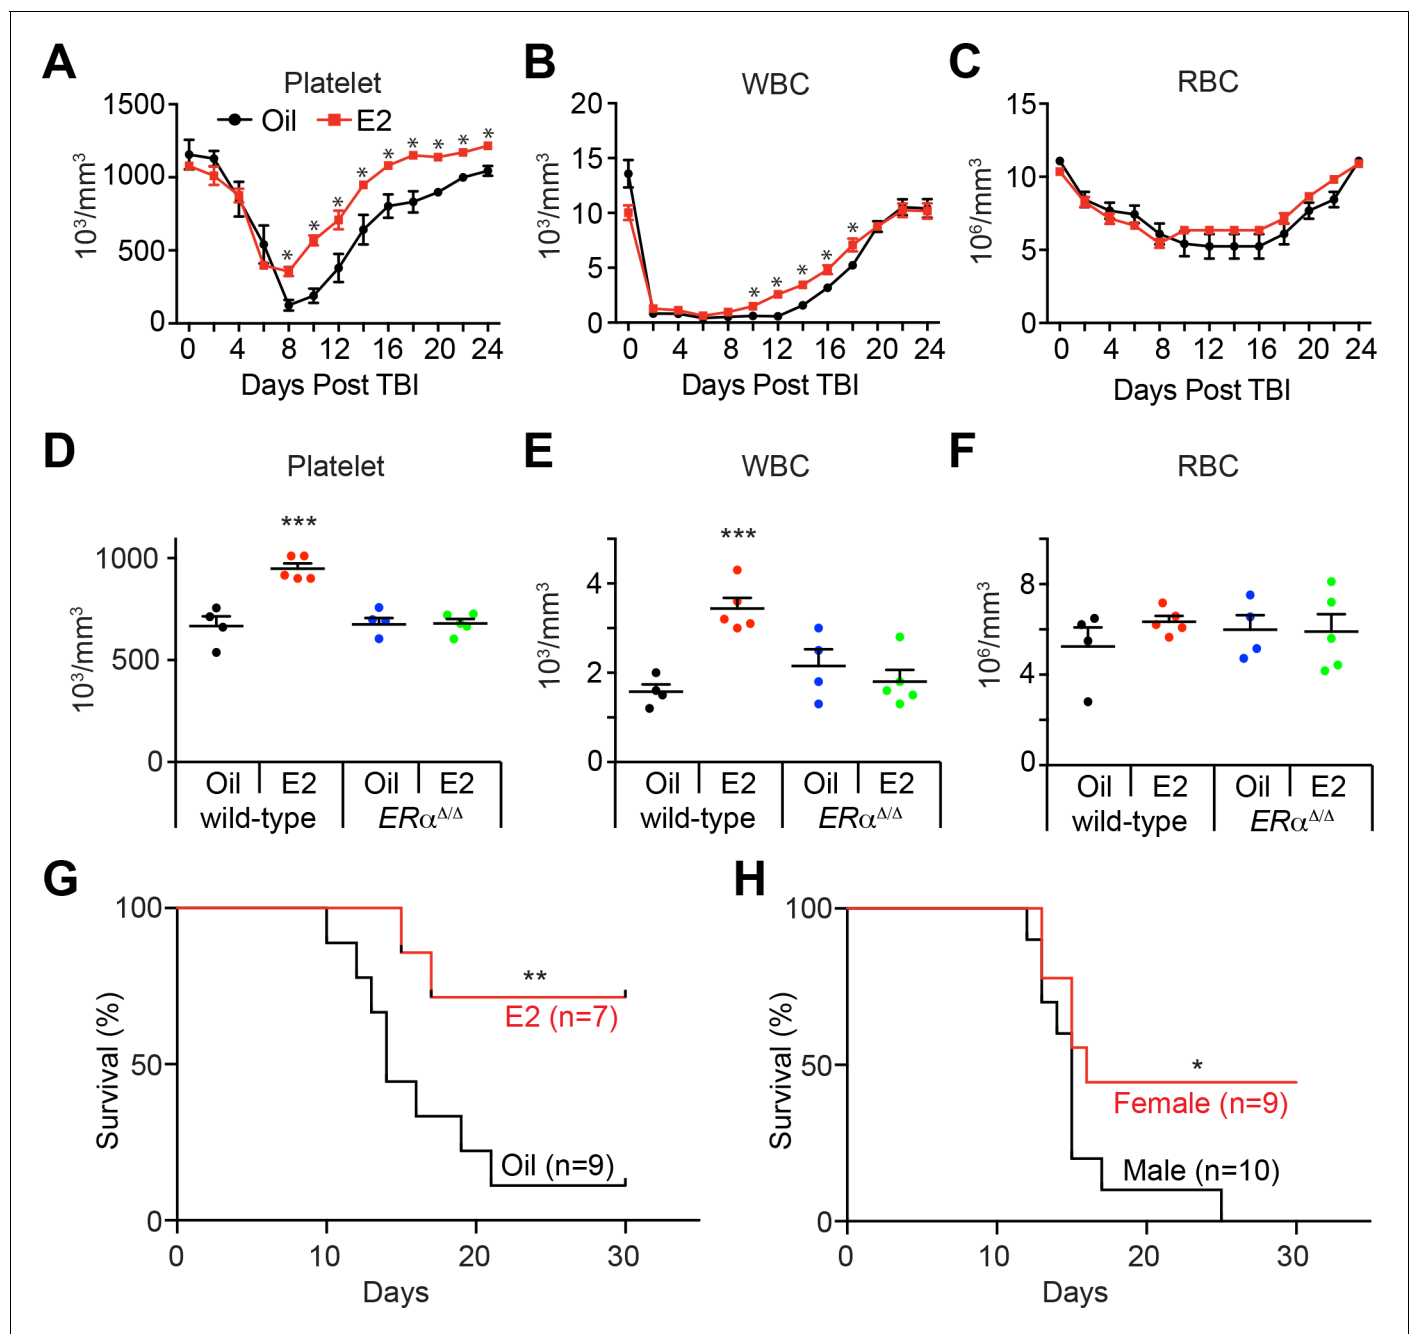 A
Platelet
1500
1000
500
0
10³/mm³
Oil
E2
* * * * * * * * *
0 4 8 12 16 20 24
Days Post TBI
B
WBC
20
15
10
5
0
10³/mm³
* * * * *
0 4 8 12 16 20 24
Days Post TBI
C
RBC
15
10
5
0
10⁶/mm³
0 4 8 12 16 20 24
Days Post TBI
D
Platelet
1000
500
0
10³/mm³
***
Oil E2 Oil E2
wild-type ERα^Δ/Δ
E
WBC
4
2
0
10³/mm³
***
Oil E2 Oil E2
wild-type ERα^Δ/Δ
F
RBC
8
4
0
10⁶/mm³
Oil E2 Oil E2
wild-type ERα^Δ/Δ
G
100
50
0
Survival (%)
**
E2 (n=7)
Oil (n=9)
0 10 20 30
Days
H
100
50
0
Survival (%)
*
Female (n=9)
Male (n=10)
0 10 20 30
Days